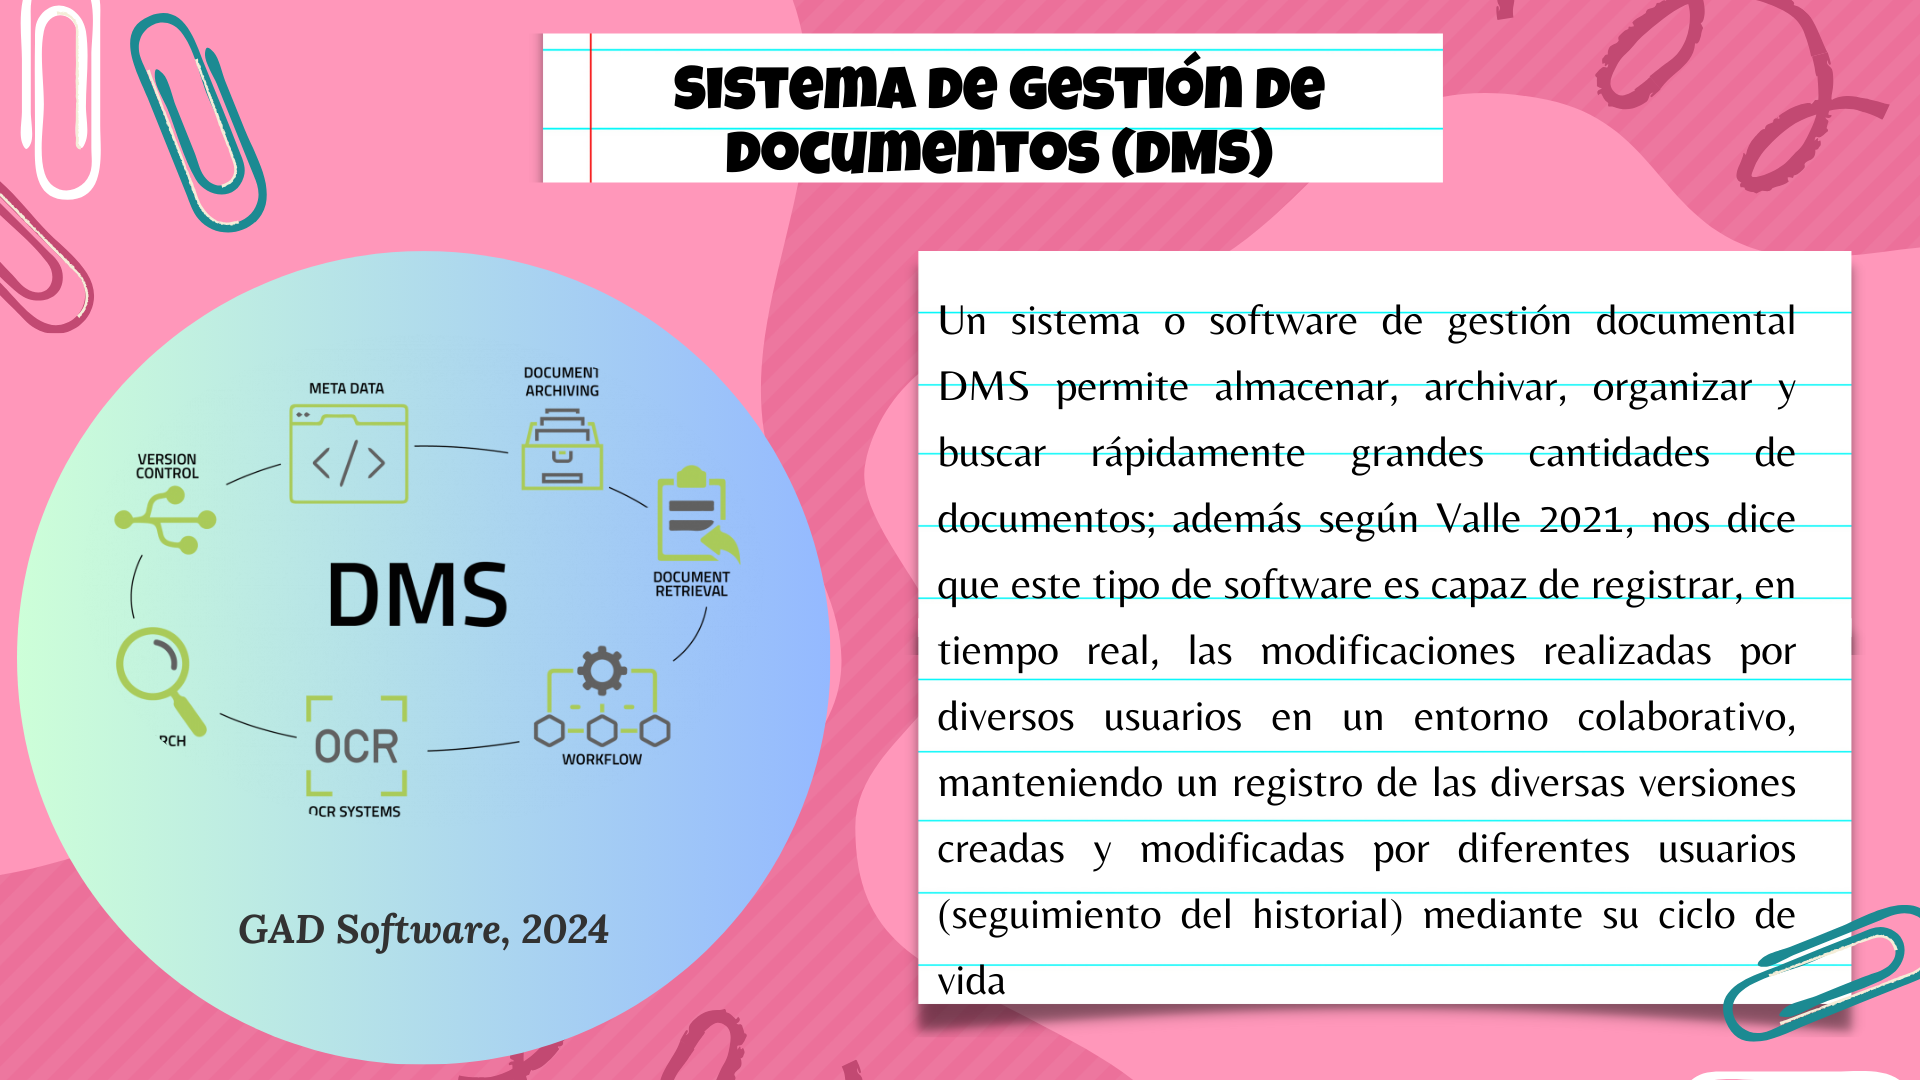 Sistema de Gestión de
Documentos (DMS)
META DATA
DOCUMENT
ARCHIVING
VERSION
CONTROL
</>
DOCUMENT
RETRIEVAL
DMS
WORKFLOW
RCH
OCR
OCR SYSTEMS
GAD Software, 2024
Un sistema o software de gestión documental
DMS permite almacenar, archivar, organizar y
buscar rápidamente grandes cantidades de
documentos; además según Valle 2021, nos dice
que este tipo de software es capaz de registrar, en
tiempo real, las modificaciones realizadas por
diversos usuarios en un entorno colaborativo,
manteniendo un registro de las diversas versiones
creadas y modificadas por diferentes usuarios
(seguimiento del historial) mediante su ciclo de
vida